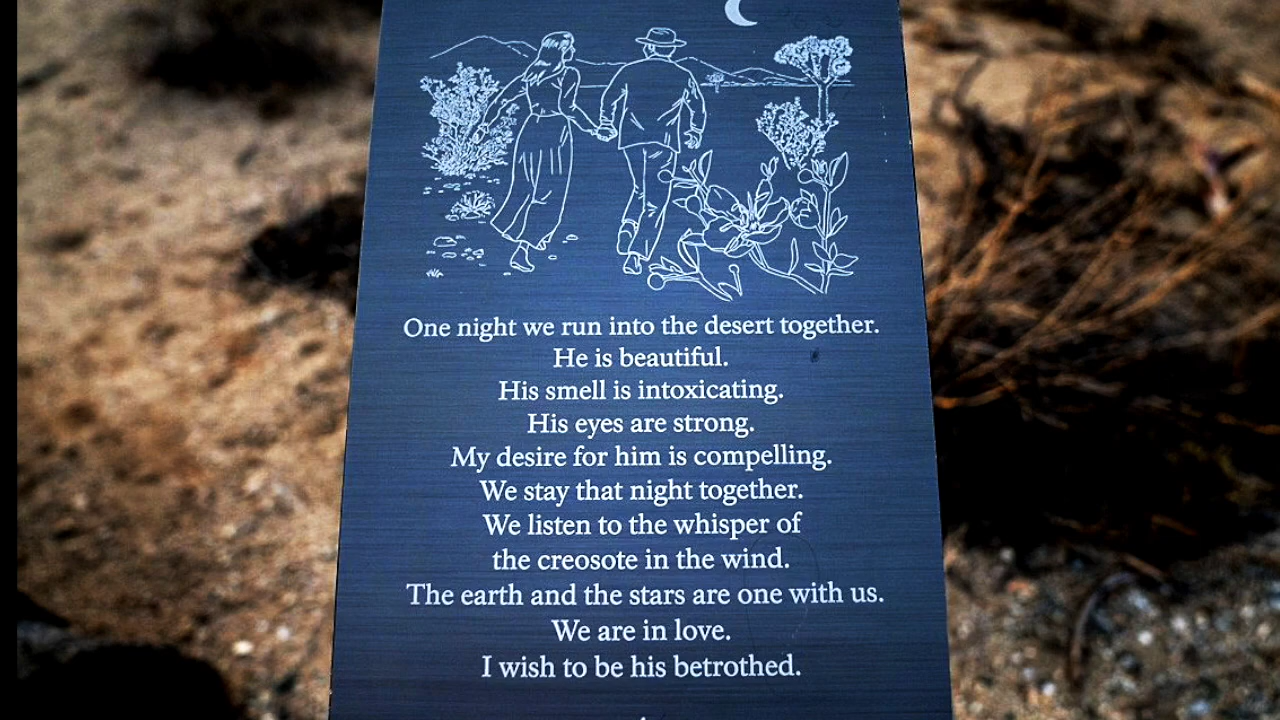 One night we run into the desert together.
He is beautiful.
His smell is intoxicating.
His eyes are strong.
My desire for him is compelling.
We stay that night together.
We listen to the whisper of
the creosote in the wind.
The earth and the stars are one with us.
We are in love.
I wish to be his betrothed.